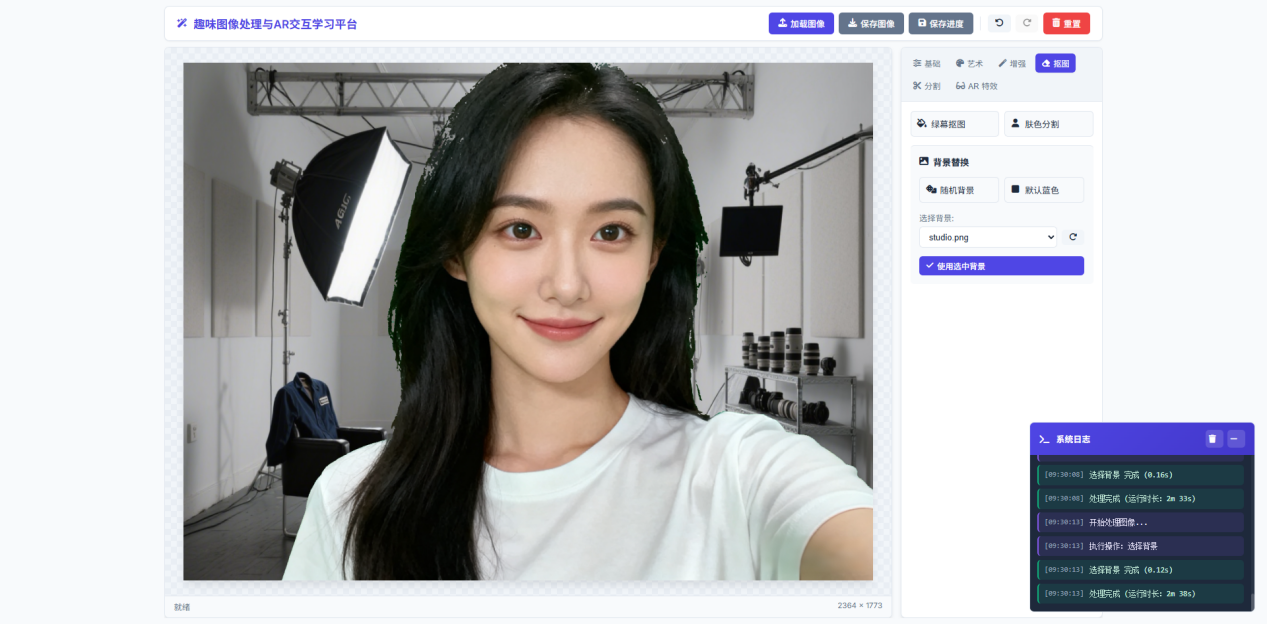 趣味图像处理与AR交互学习平台
加载图像
保存图像
保存进度
重置
基础
艺术
增强
抠图
分割
AR 特效
绿幕抠图
肤色分割
背景替换
随机背景
默认蓝色
选择背景:
studio.png
使用选中背景
系统日志
[09:30:08] 选择背景 完成 (0.16s)
[09:30:08] 处理完成 (运行时长: 2m 33s)
[09:30:13] 开始处理图像...
[09:30:13] 执行操作: 选择背景
[09:30:13] 选择背景 完成 (0.12s)
[09:30:13] 处理完成 (运行时长: 2m 38s)
就绪
2364 × 1773